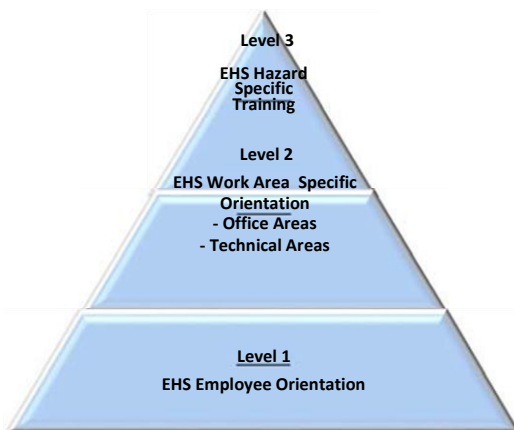 Level 3
EHS Hazard
Specific
Training
Level 2
EHS Work Area Specific
Orientation
- Office Areas
- Technical Areas
Level 1
EHS Employee Orientation